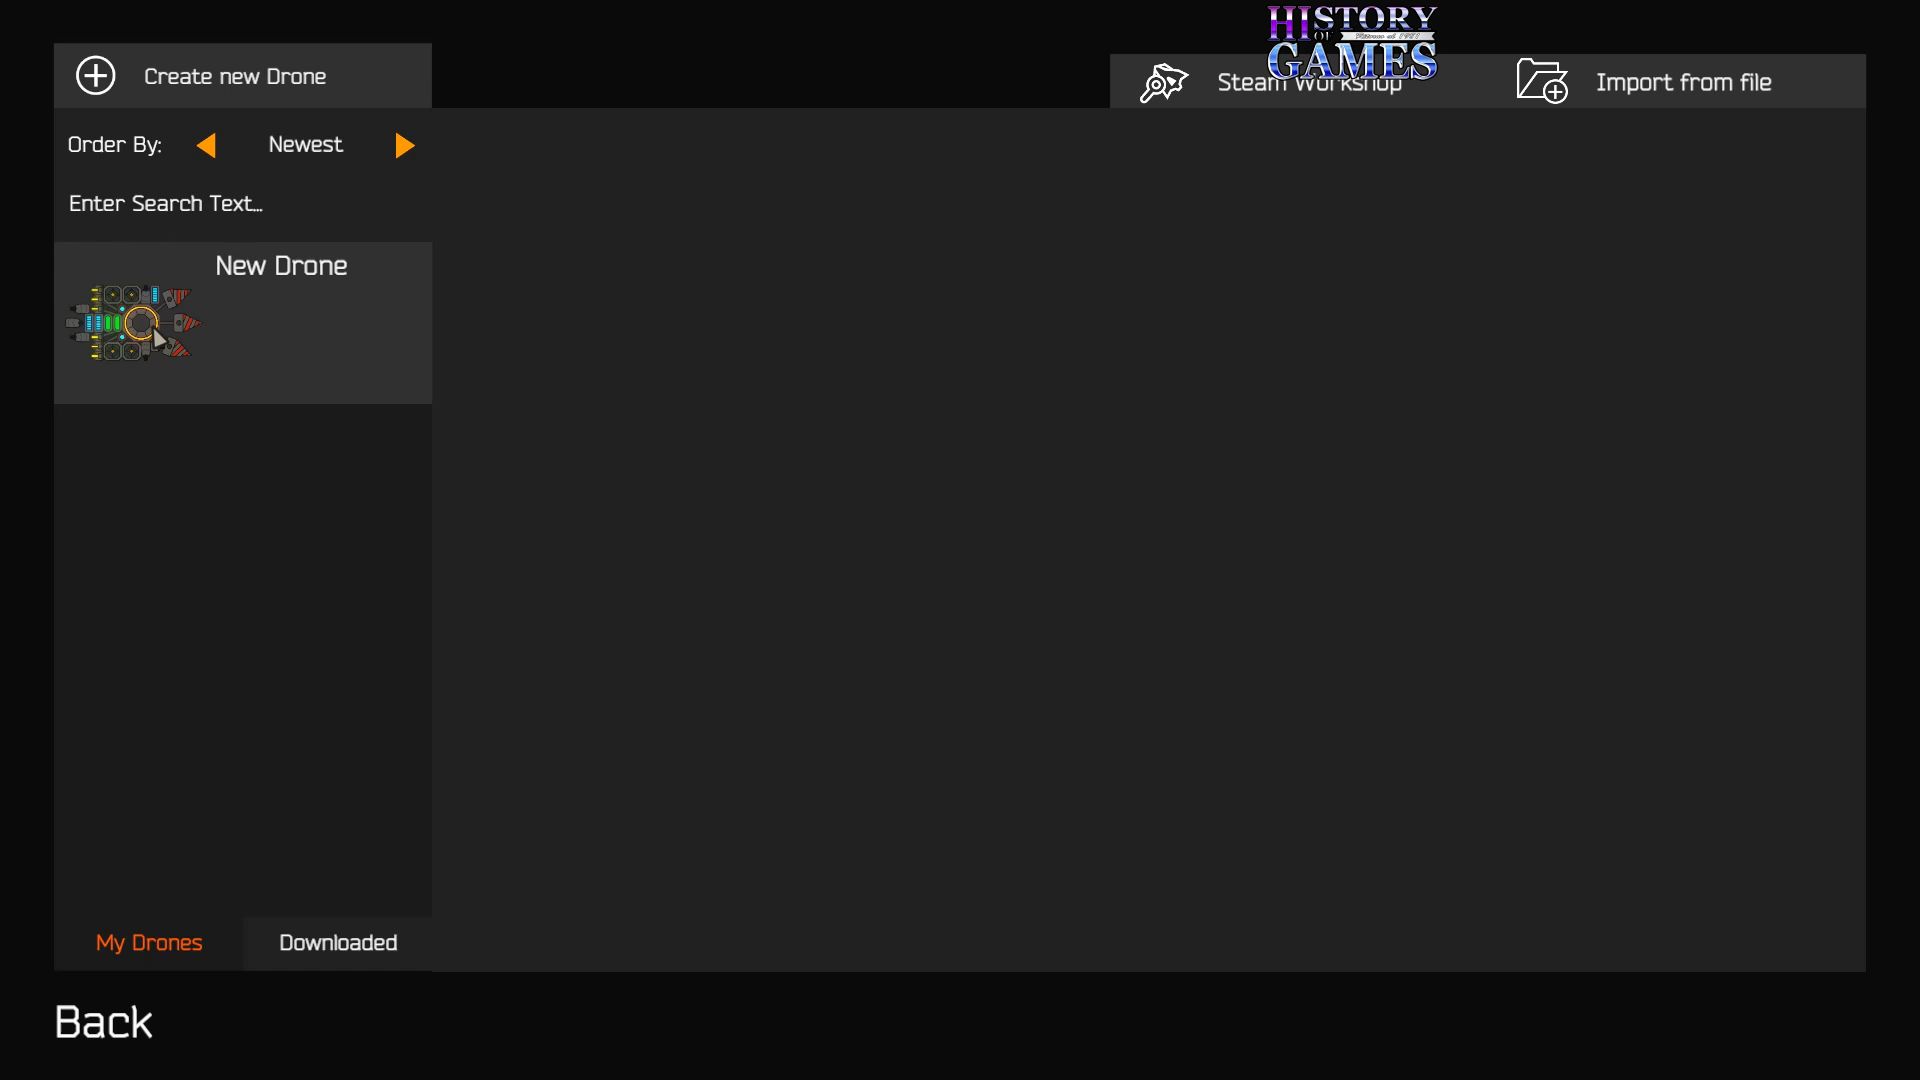 HISTORY
OF
GAMES
Create new Drone
Steam Workshop
Import from file
Order By:
Newest
Enter Search Text...
New Drone
My Drones
Downloaded
Back